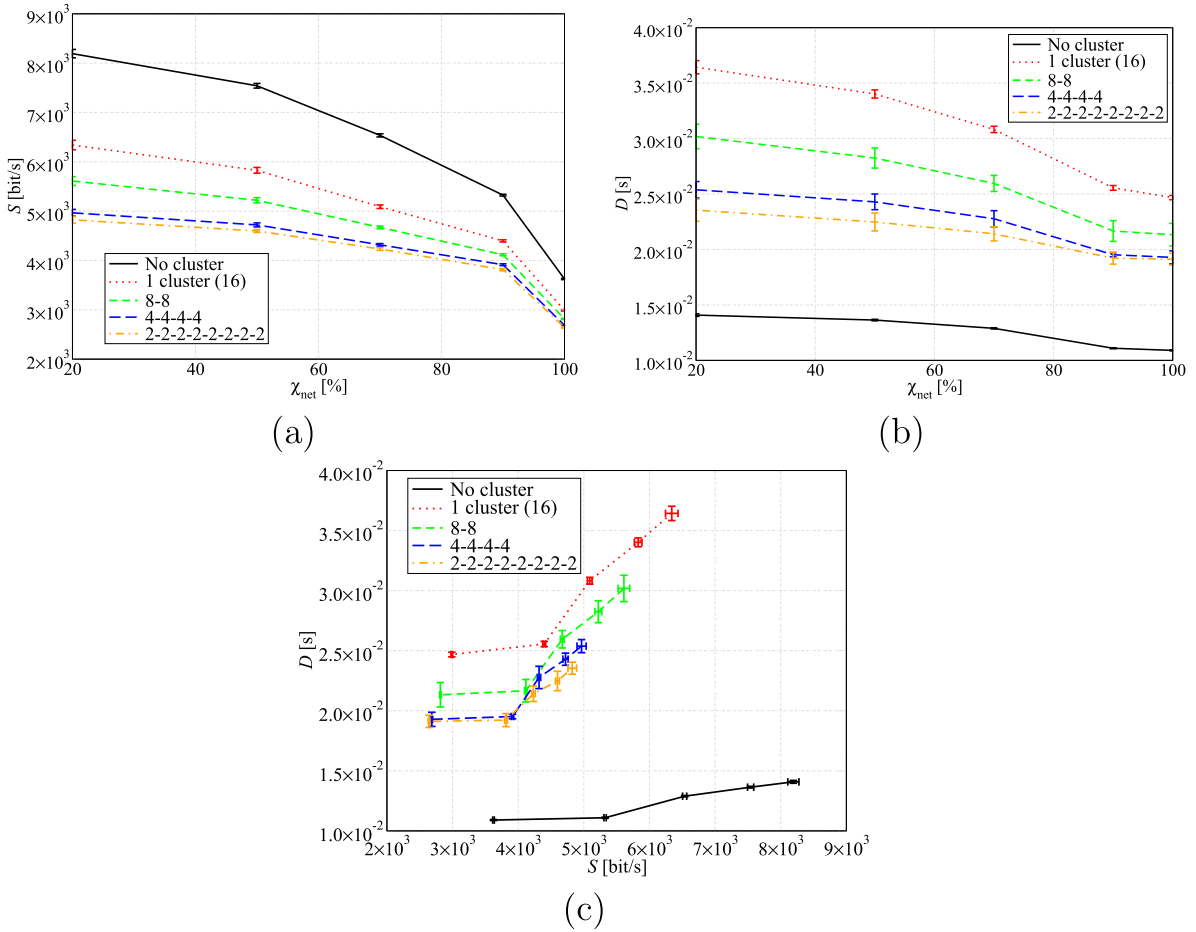 9×10³
8×10³
7×10³
6×10³
5×10³
4×10³
3×10³
2×10³
S [bit/s]
No cluster
1 cluster (16)
8-8
4-4-4-4
2-2-2-2-2-2-2-2
20 40 60 80 100
χnet [%]
(a)
4.0×10⁻²
3.5×10⁻²
3.0×10⁻²
2.5×10⁻²
2.0×10⁻²
1.5×10⁻²
1.0×10⁻²
D [s]
No cluster
1 cluster (16)
8-8
4-4-4-4
2-2-2-2-2-2-2-2
20 40 60 80 100
χnet [%]
(b)
4.0×10⁻²
3.5×10⁻²
3.0×10⁻²
2.5×10⁻²
2.0×10⁻²
1.5×10⁻²
1.0×10⁻²
D [s]
No cluster
1 cluster (16)
8-8
4-4-4-4
2-2-2-2-2-2-2-2
2×10³ 3×10³ 4×10³ 5×10³ 6×10³ 7×10³ 8×10³ 9×10³
S [bit/s]
(c)